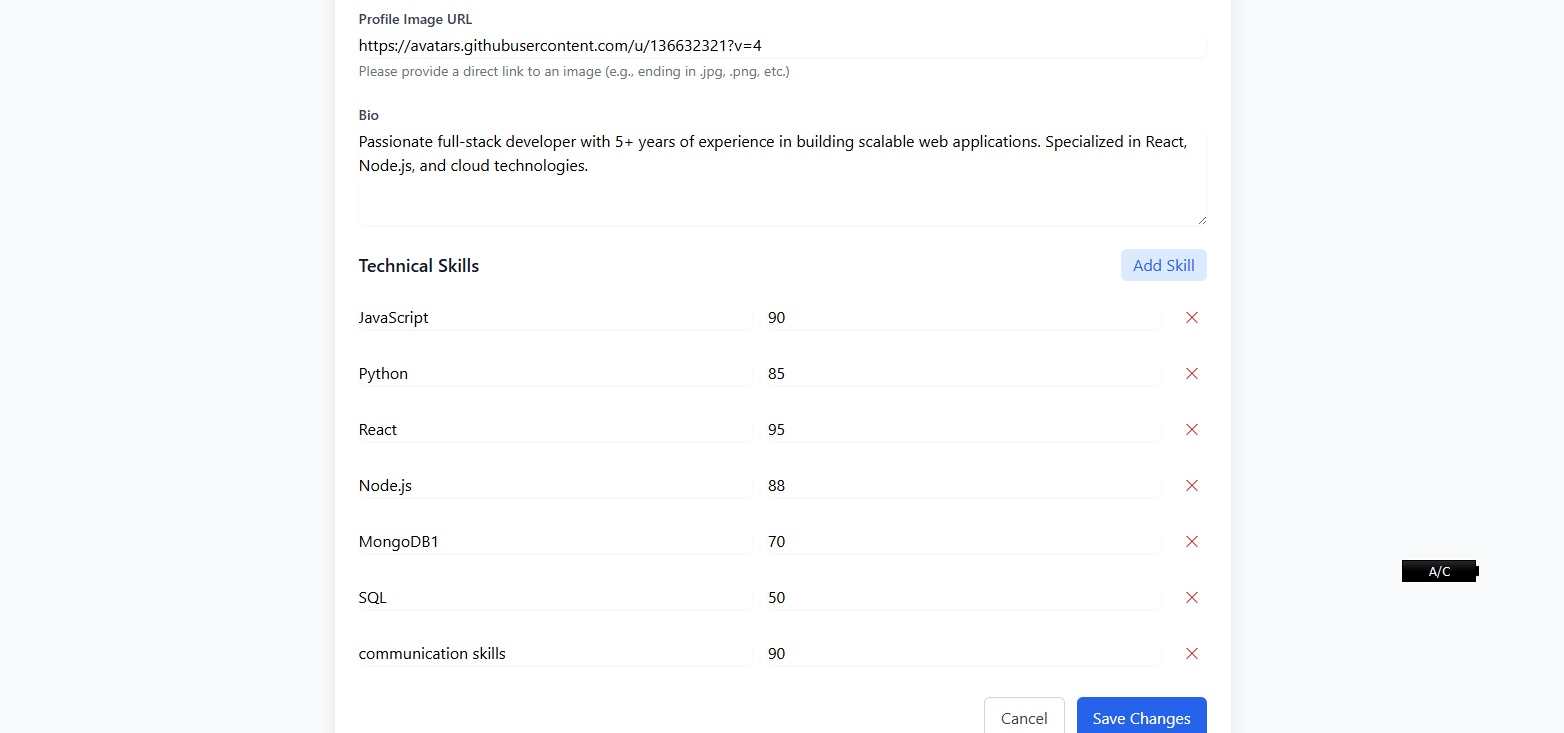 Profile Image URL
https://avatars.githubusercontent.com/u/136632321?v=4
Please provide a direct link to an image (e.g., ending in .jpg, .png, etc.)
Bio
Passionate full-stack developer with 5+ years of experience in building scalable web applications. Specialized in React,
Node.js, and cloud technologies.
Technical Skills Add Skill
JavaScript 90
Python 85
React 95
Node.js 88
MongoDB1 70
A/C
SQL 50
communication skills 90
Cancel Save Changes